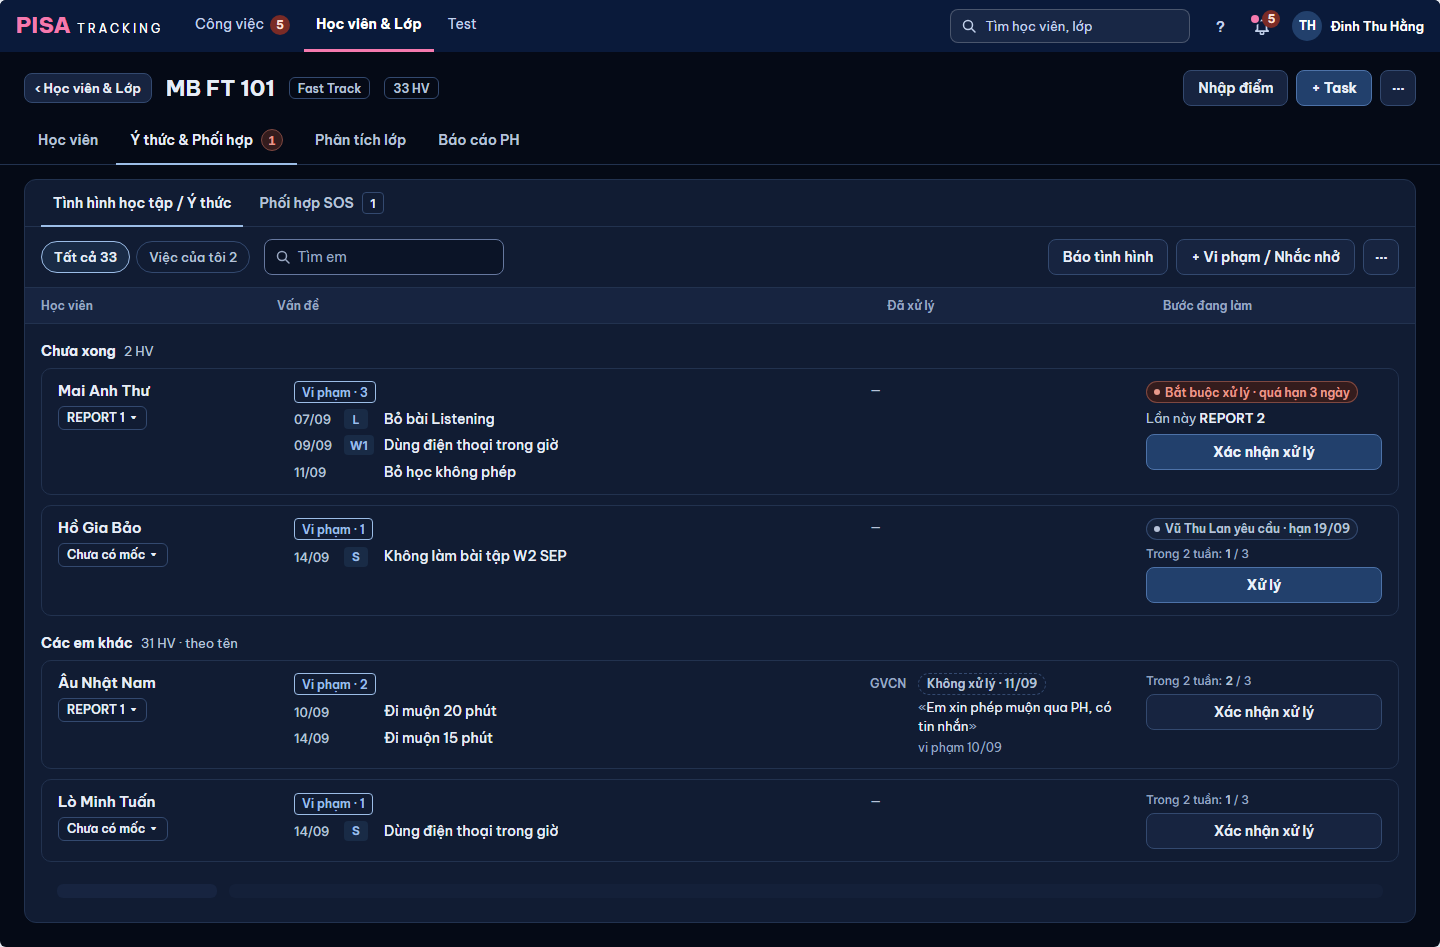 PISA TRACKING Công việc 5 Học viên & Lớp Test Tìm học viên, lớp ? 5 TH Đinh Thu Hằng
‹ Học viên & Lớp MB FT 101 Fast Track 33 HV Nhập điểm + Task ···
Học viên Ý thức & Phối hợp 1 Phân tích lớp Báo cáo PH
Tình hình học tập / Ý thức Phối hợp SOS 1
Tất cả 33 Việc của tôi 2 Tìm em Báo tình hình + Vi phạm / Nhắc nhở ···
Học viên Vấn đề Đã xử lý Bước đang làm
Chưa xong 2 HV
Mai Anh Thư
REPORT 1
Vi phạm · 3
07/09 L Bỏ bài Listening
09/09 W1 Dùng điện thoại trong giờ
11/09 Bỏ học không phép
—
Bắt buộc xử lý · quá hạn 3 ngày
Lần này REPORT 2
Xác nhận xử lý
Hồ Gia Bảo
Chưa có mốc
Vi phạm · 1
14/09 S Không làm bài tập W2 SEP
—
Vũ Thu Lan yêu cầu · hạn 19/09
Trong 2 tuần: 1 / 3
Xử lý
Các em khác 31 HV · theo tên
Âu Nhật Nam
REPORT 1
Vi phạm · 2
10/09 Đi muộn 20 phút
14/09 Đi muộn 15 phút
GVCN Không xử lý · 11/09
«Em xin phép muộn qua PH, có
tin nhắn»
vi phạm 10/09
Trong 2 tuần: 2 / 3
Xác nhận xử lý
Lò Minh Tuấn
Chưa có mốc
Vi phạm · 1
14/09 S Dùng điện thoại trong giờ
—
Trong 2 tuần: 1 / 3
Xác nhận xử lý